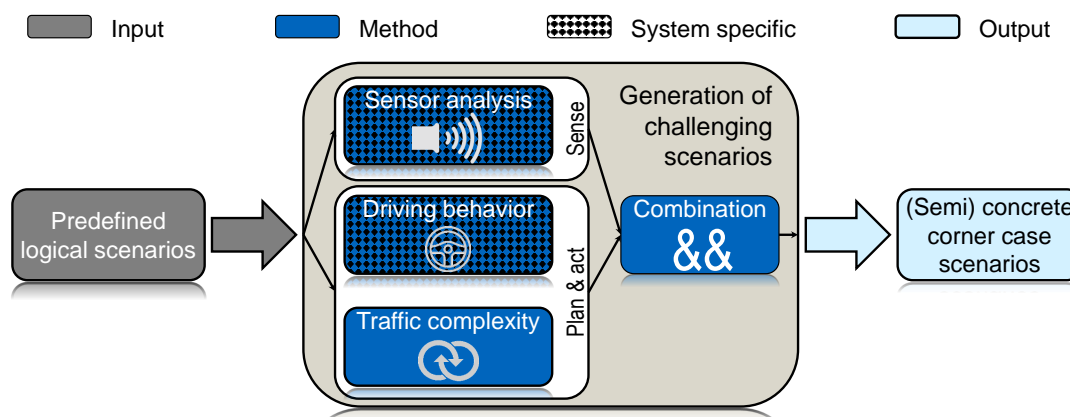 Input
Method
System specific
Output
Sensor analysis
Sense
Generation of
challenging
scenarios
Predefined
logical scenarios
Driving behavior
Plan & act
Traffic complexity
Combination
&&
(Semi) concrete
corner case
scenarios